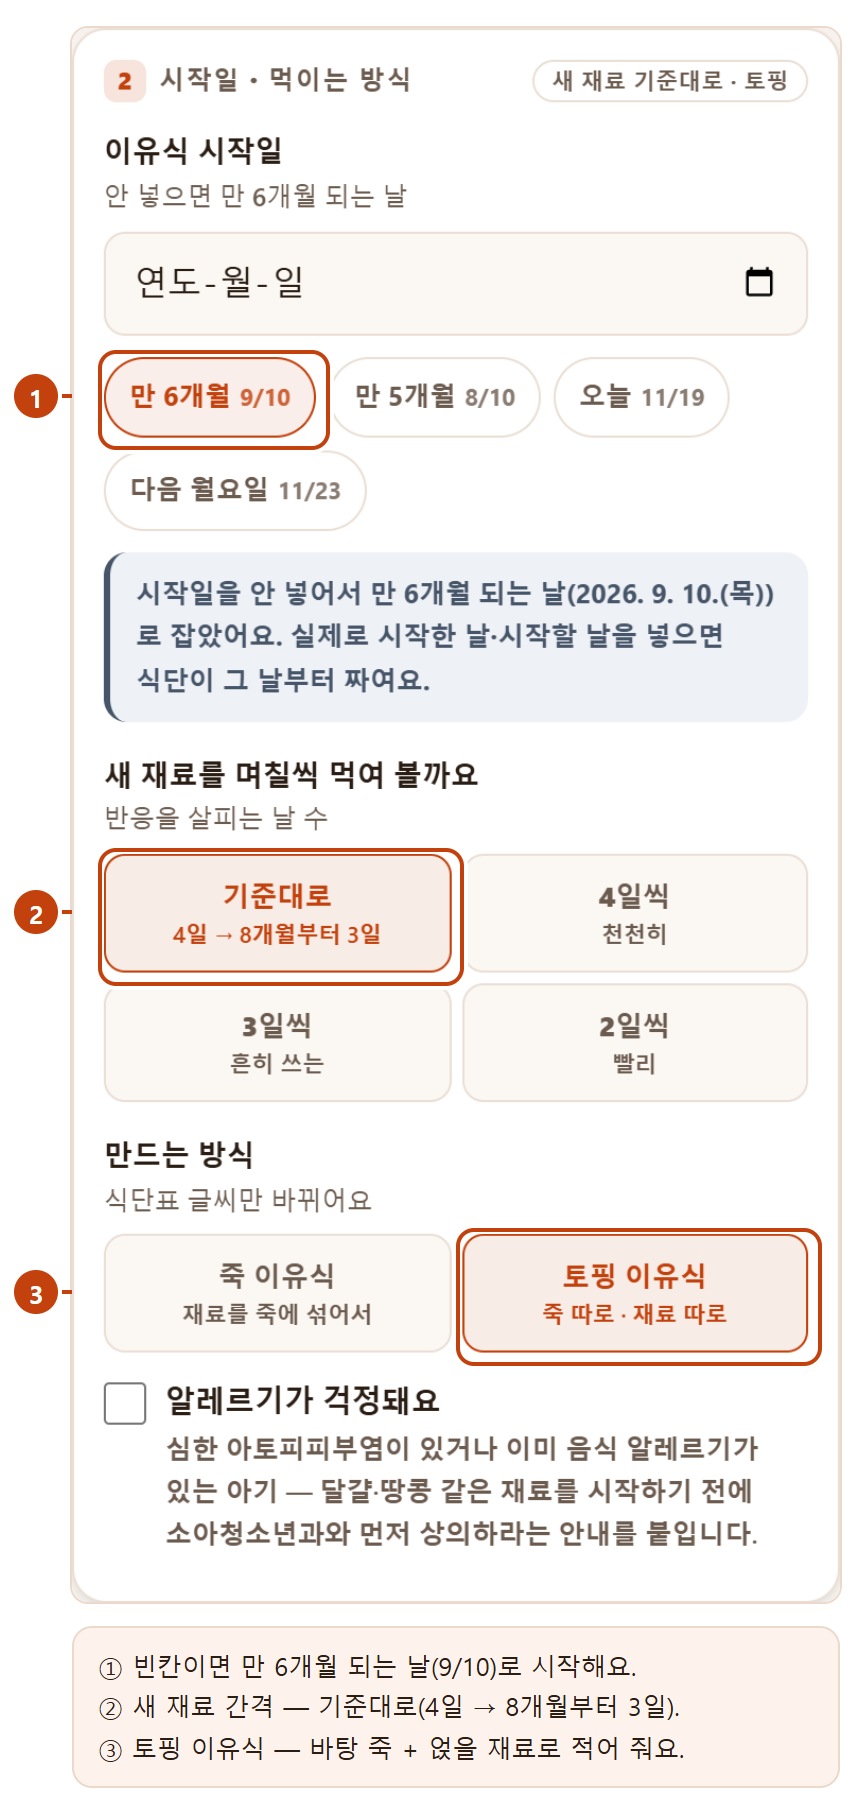 2 시작일 · 먹이는 방식
새 재료 기준대로 · 토핑
이유식 시작일
안 넣으면 만 6개월 되는 날
연도-월-일
1
만 6개월 9/10
만 5개월 8/10
오늘 11/19
다음 월요일 11/23
시작일을 안 넣어서 만 6개월 되는 날(2026. 9. 10.(목))
로 잡았어요. 실제로 시작한 날·시작할 날을 넣으면
식단이 그 날부터 짜여요.
새 재료를 며칠씩 먹여 볼까요
반응을 살피는 날 수
2
기준대로
4일 → 8개월부터 3일
4일씩
천천히
3일씩
흔히 쓰는
2일씩
빨리
만드는 방식
식단표 글씨만 바뀌어요
3
죽 이유식
재료를 죽에 섞어서
토핑 이유식
죽 따로 · 재료 따로
알레르기가 걱정돼요
심한 아토피피부염이 있거나 이미 음식 알레르기가
있는 아기 — 달걀·땅콩 같은 재료를 시작하기 전에
소아청소년과와 먼저 상의하라는 안내를 붙입니다.
① 빈칸이면 만 6개월 되는 날(9/10)로 시작해요.
② 새 재료 간격 — 기준대로(4일 → 8개월부터 3일).
③ 토핑 이유식 — 바탕 죽 + 얹을 재료로 적어 줘요.